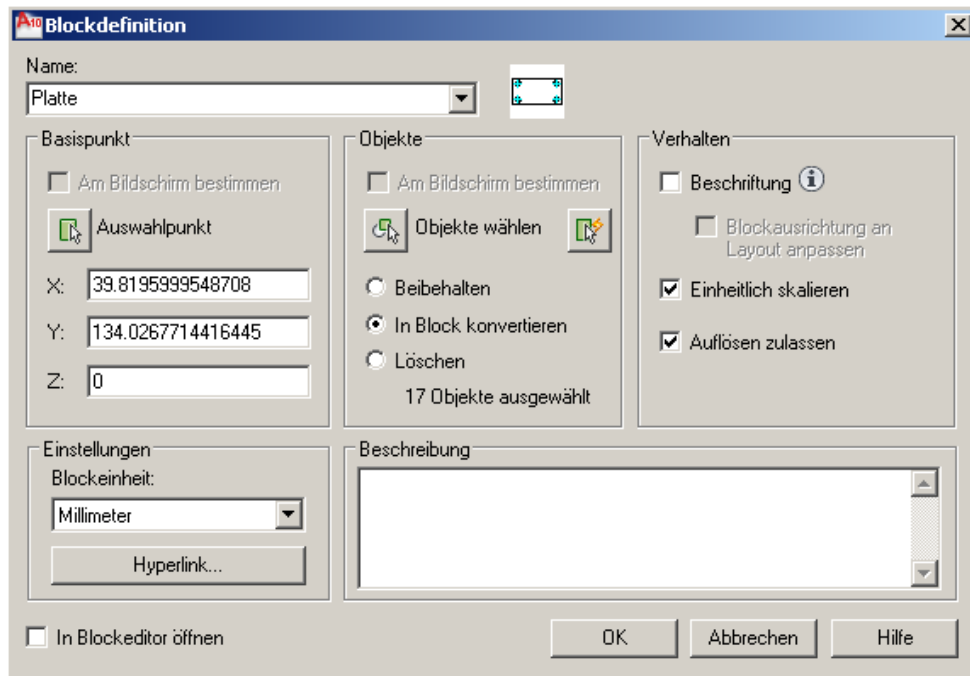 A10 Blockdefinition
Name:
Platte
Basispunkt
Am Bildschirm bestimmen
Auswahlpunkt
X: 39.8195999548708
Y: 134.0267714416445
Z: 0
Objekte
Am Bildschirm bestimmen
Objekte wählen
Beibehalten
In Block konvertieren
Löschen
17 Objekte ausgewählt
Verhalten
Beschriftung i
Blockausrichtung an
Layout anpassen
Einheitlich skalieren
Auflösen zulassen
Einstellungen
Blockeinheit:
Millimeter
Hyperlink...
Beschreibung
In Blockeditor öffnen
OK
Abbrechen
Hilfe